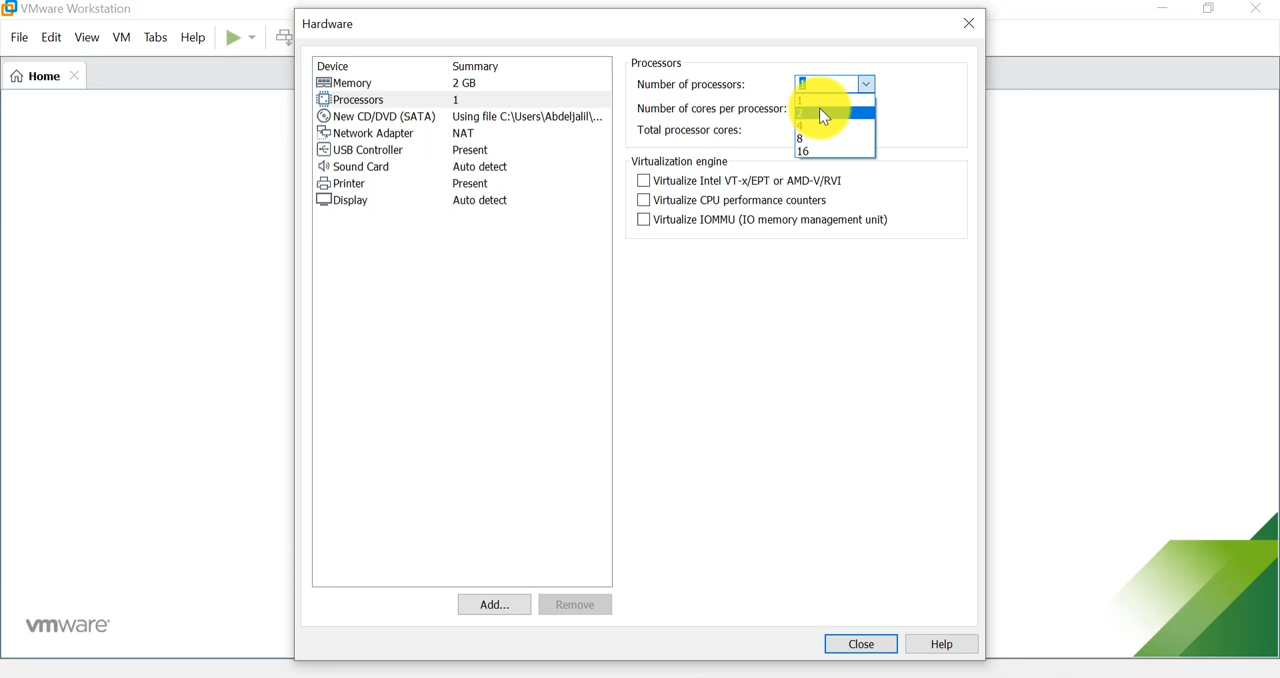 VMware Workstation
File Edit View VM Tabs Help
Home
Hardware
Device Summary
Memory 2 GB
Processors 1
New CD/DVD (SATA) Using file C:\Users\Abdeljalil\...
Network Adapter NAT
USB Controller Present
Sound Card Auto detect
Printer Present
Display Auto detect
Add... Remove
Processors
Number of processors: 1
1
2
4
8
16
Number of cores per processor:
Total processor cores:
Virtualization engine
Virtualize Intel VT-x/EPT or AMD-V/RVI
Virtualize CPU performance counters
Virtualize IOMMU (IO memory management unit)
Close Help
vmware